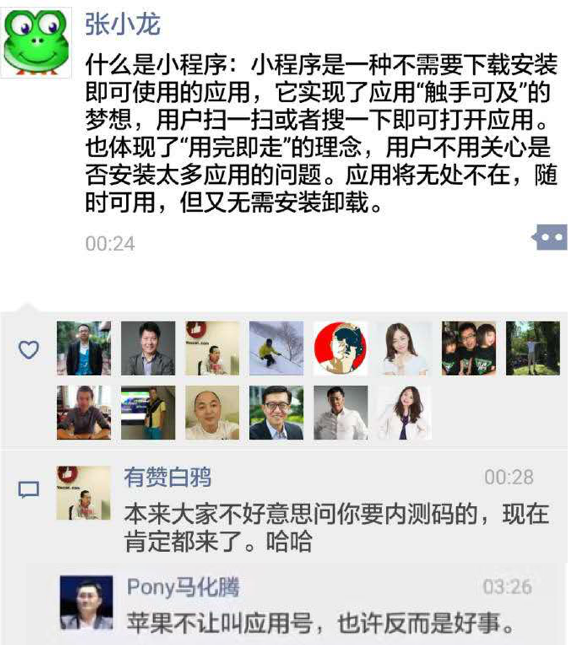 张小龙
什么是小程序：小程序是一种不需要下载安装
即可使用的应用，它实现了应用“触手可及”的
梦想，用户扫一扫或者搜一下即可打开应用。
也体现了“用完即走”的理念，用户不用关心是
否安装太多应用的问题。应用将无处不在，随
时可用，但又无需安装卸载。
00:24
有赞白鸦
00:28
本来大家不好意思问你要内测码的，现在
肯定都来了。哈哈
Pony马化腾
03:26
苹果不让叫应用号，也许反而是好事。